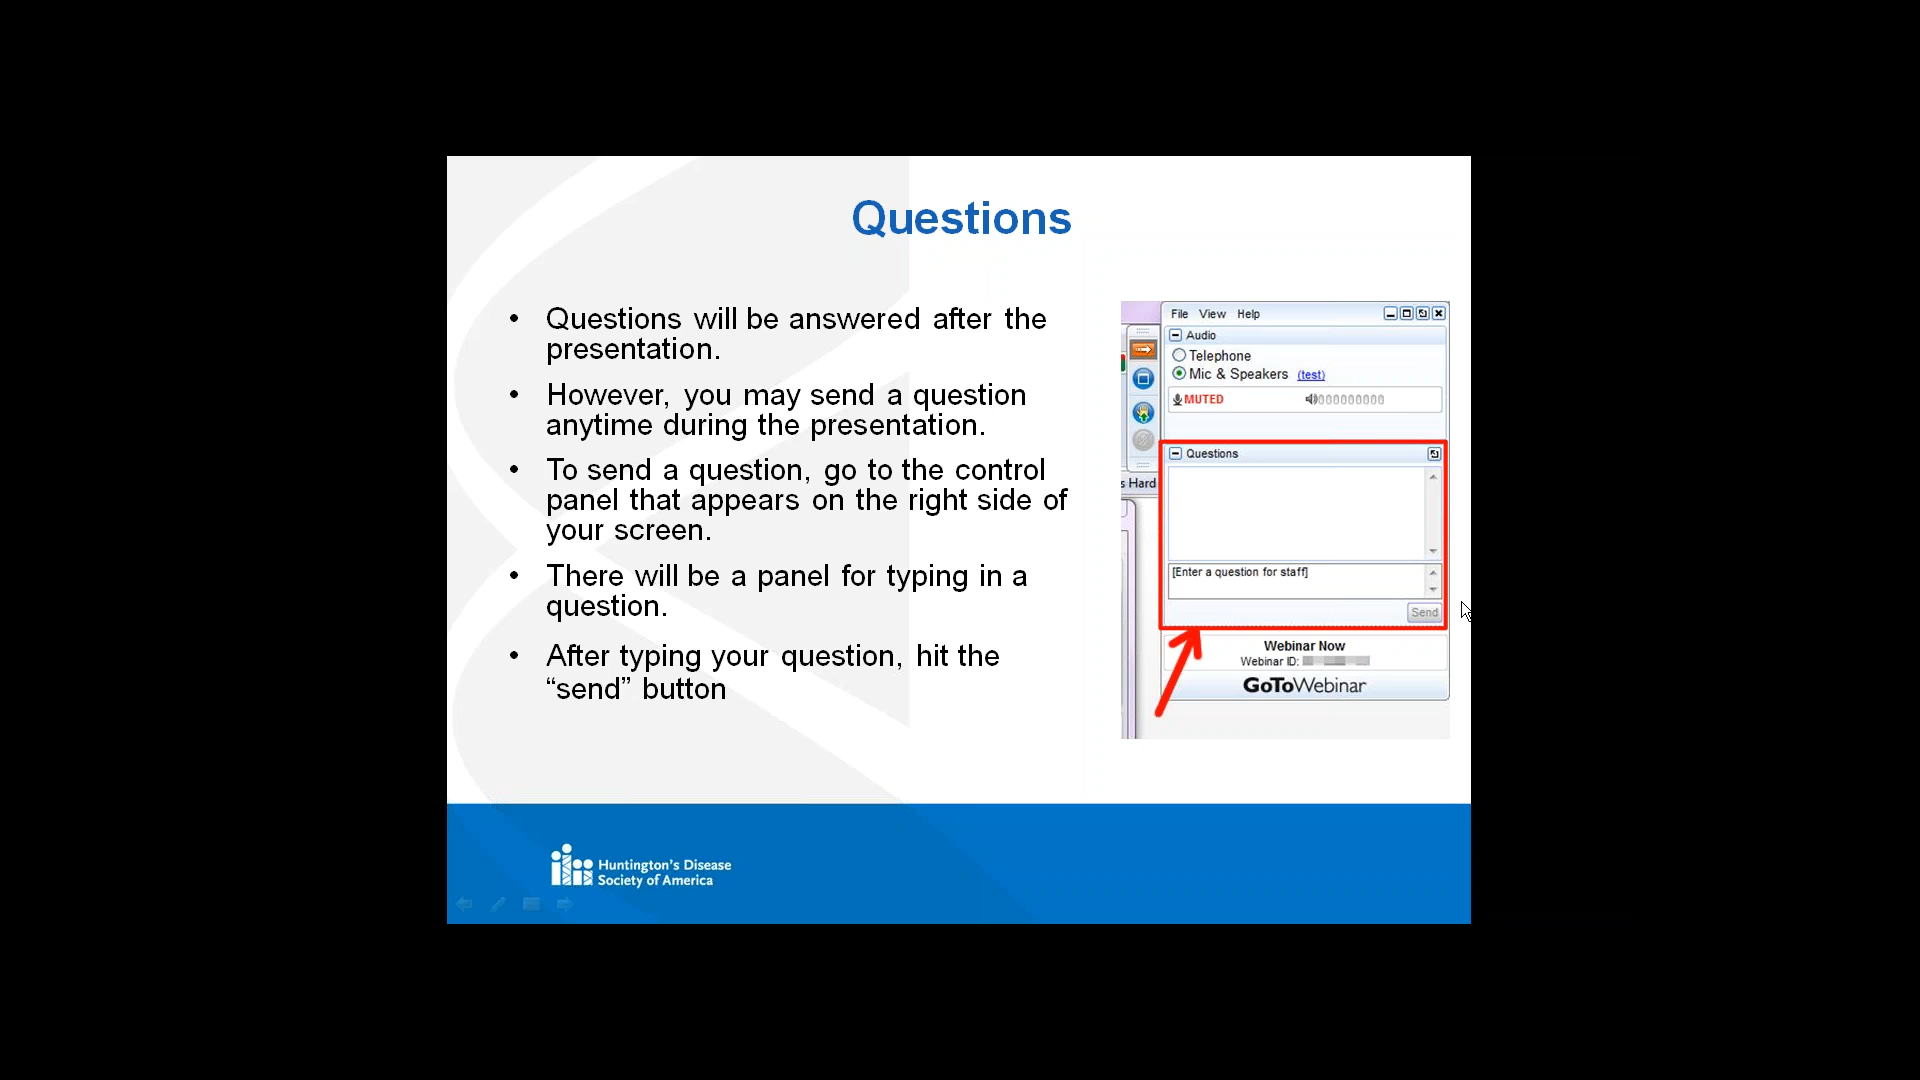 Questions
• Questions will be answered after the
presentation.
• However, you may send a question
anytime during the presentation.
• To send a question, go to the control
panel that appears on the right side of
your screen.
• There will be a panel for typing in a
question.
• After typing your question, hit the
“send” button
File View Help
Audio
Telephone
Mic & Speakers (test)
MUTED
s Hard
Questions
[Enter a question for staff]
Send
Webinar Now
Webinar ID:
GoToWebinar
Huntington's Disease
Society of America